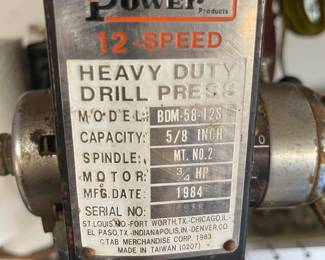 Power
Products
12-SPEED
HEAVY DUTY
DRILL PRESS
MODEL: BDM-58-12S
CAPACITY: 5/8 INCH
SPINDLE: MT. NO.2
MOTOR: 3/4 HP
MFG.DATE: 1984
SERIAL NO:
ST.LOUIS,MO.-FORT WORTH,TX.-CHICAGO,IL-
EL PASO,TX.-INDIANAPOLIS,IN.-DENVER,CO
©TAB MERCHANDISE CORP. 1983
MADE IN TAIWAN (0207)